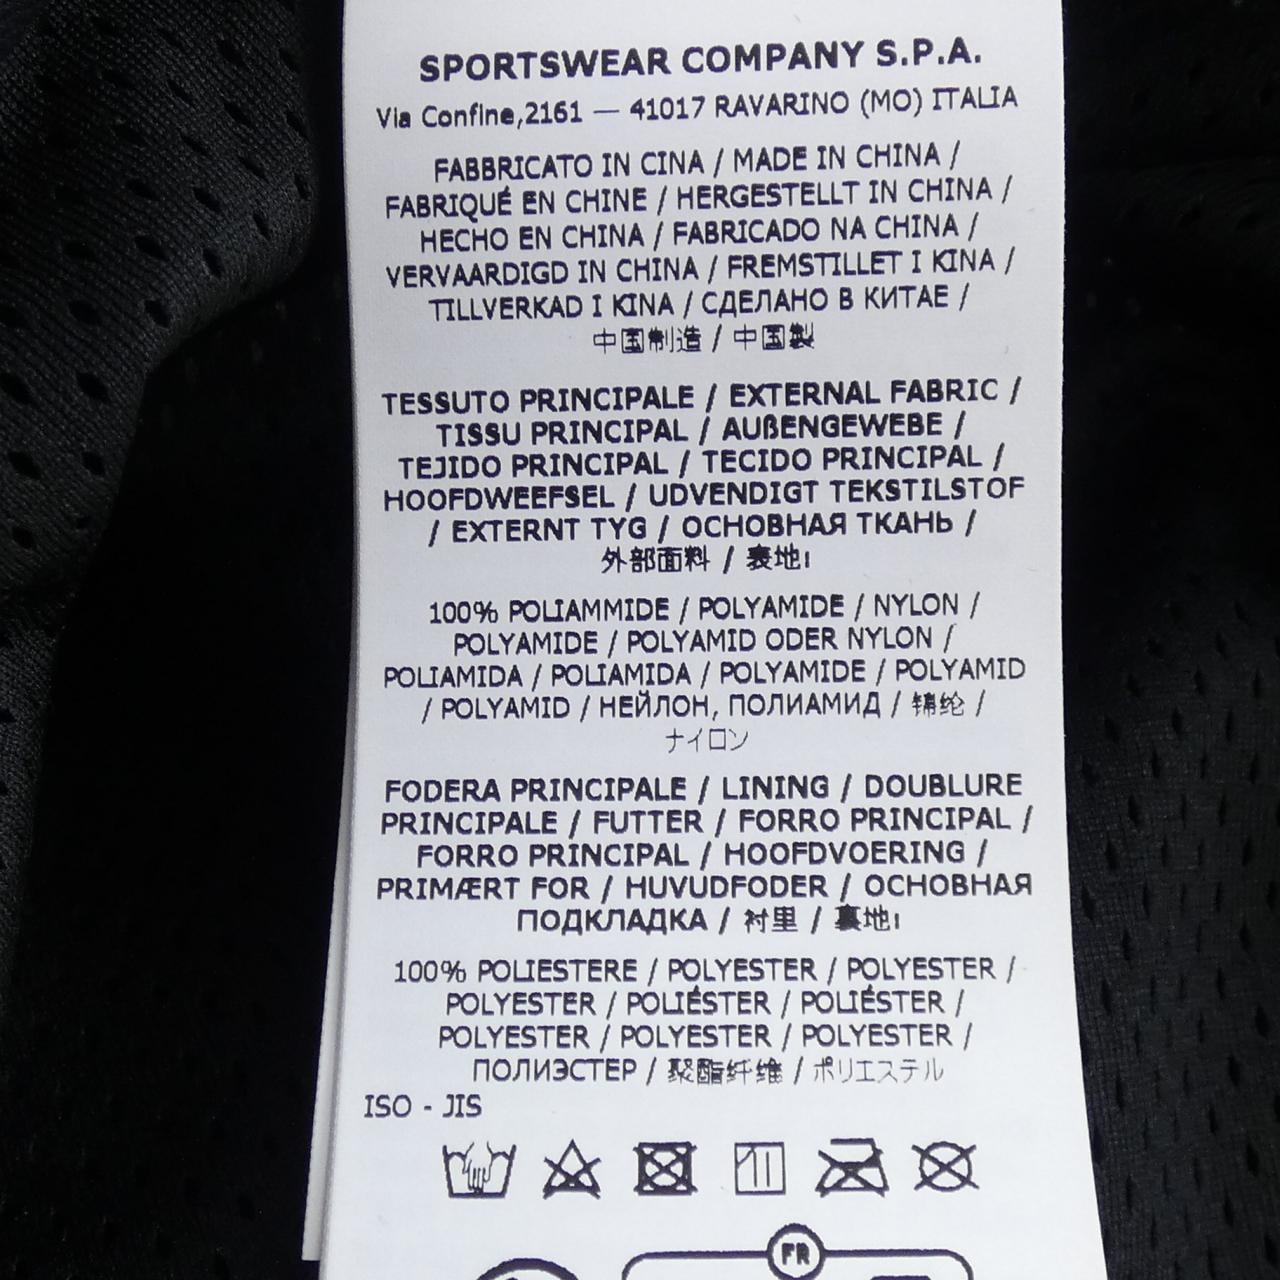 SPORTSWEAR COMPANY S.P.A.
Via Confine,2161 — 41017 RAVARINO (MO) ITALIA
FABBRICATO IN CINA / MADE IN CHINA /
FABRIQUÉ EN CHINE / HERGESTELLT IN CHINA /
HECHO EN CHINA / FABRICADO NA CHINA /
VERVAARDIGD IN CHINA / FREMSTILLET I KINA /
TILLVERKAD I KINA / СДЕЛАНО В КИТАЕ /
中国制造 / 中国製
TESSUTO PRINCIPALE / EXTERNAL FABRIC /
TISSU PRINCIPAL / AUßENGEWEBE /
TEJIDO PRINCIPAL / TECIDO PRINCIPAL /
HOOFDWEEFSEL / UDVENDIGT TEKSTILSTOF
/ EXTERNT TYG / ОСНОВНАЯ ТКАНЬ /
外部面料 / 表地I
100% POLIAMMIDE / POLYAMIDE / NYLON /
POLYAMIDE / POLYAMID ODER NYLON /
POLIAMIDA / POLIAMIDA / POLYAMIDE / POLYAMID
/ POLYAMID / НЕЙЛОН, ПОЛИАМИД / 锦纶 /
ナイロン
FODERA PRINCIPALE / LINING / DOUBLURE
PRINCIPALE / FUTTER / FORRO PRINCIPAL /
FORRO PRINCIPAL / HOOFDVOERING /
PRIMÆRT FOR / HUVUDFODER / ОСНОВНАЯ
ПОДКЛАДКА / 衬里 / 裏地I
100% POLIESTERE / POLYESTER / POLYESTER /
POLYESTER / POLIÉSTER / POLIÉSTER /
POLYESTER / POLYESTER / POLYESTER /
ПОЛИЭСТЕР / 聚酯纤维 / ポリエステル
ISO - JIS
FR